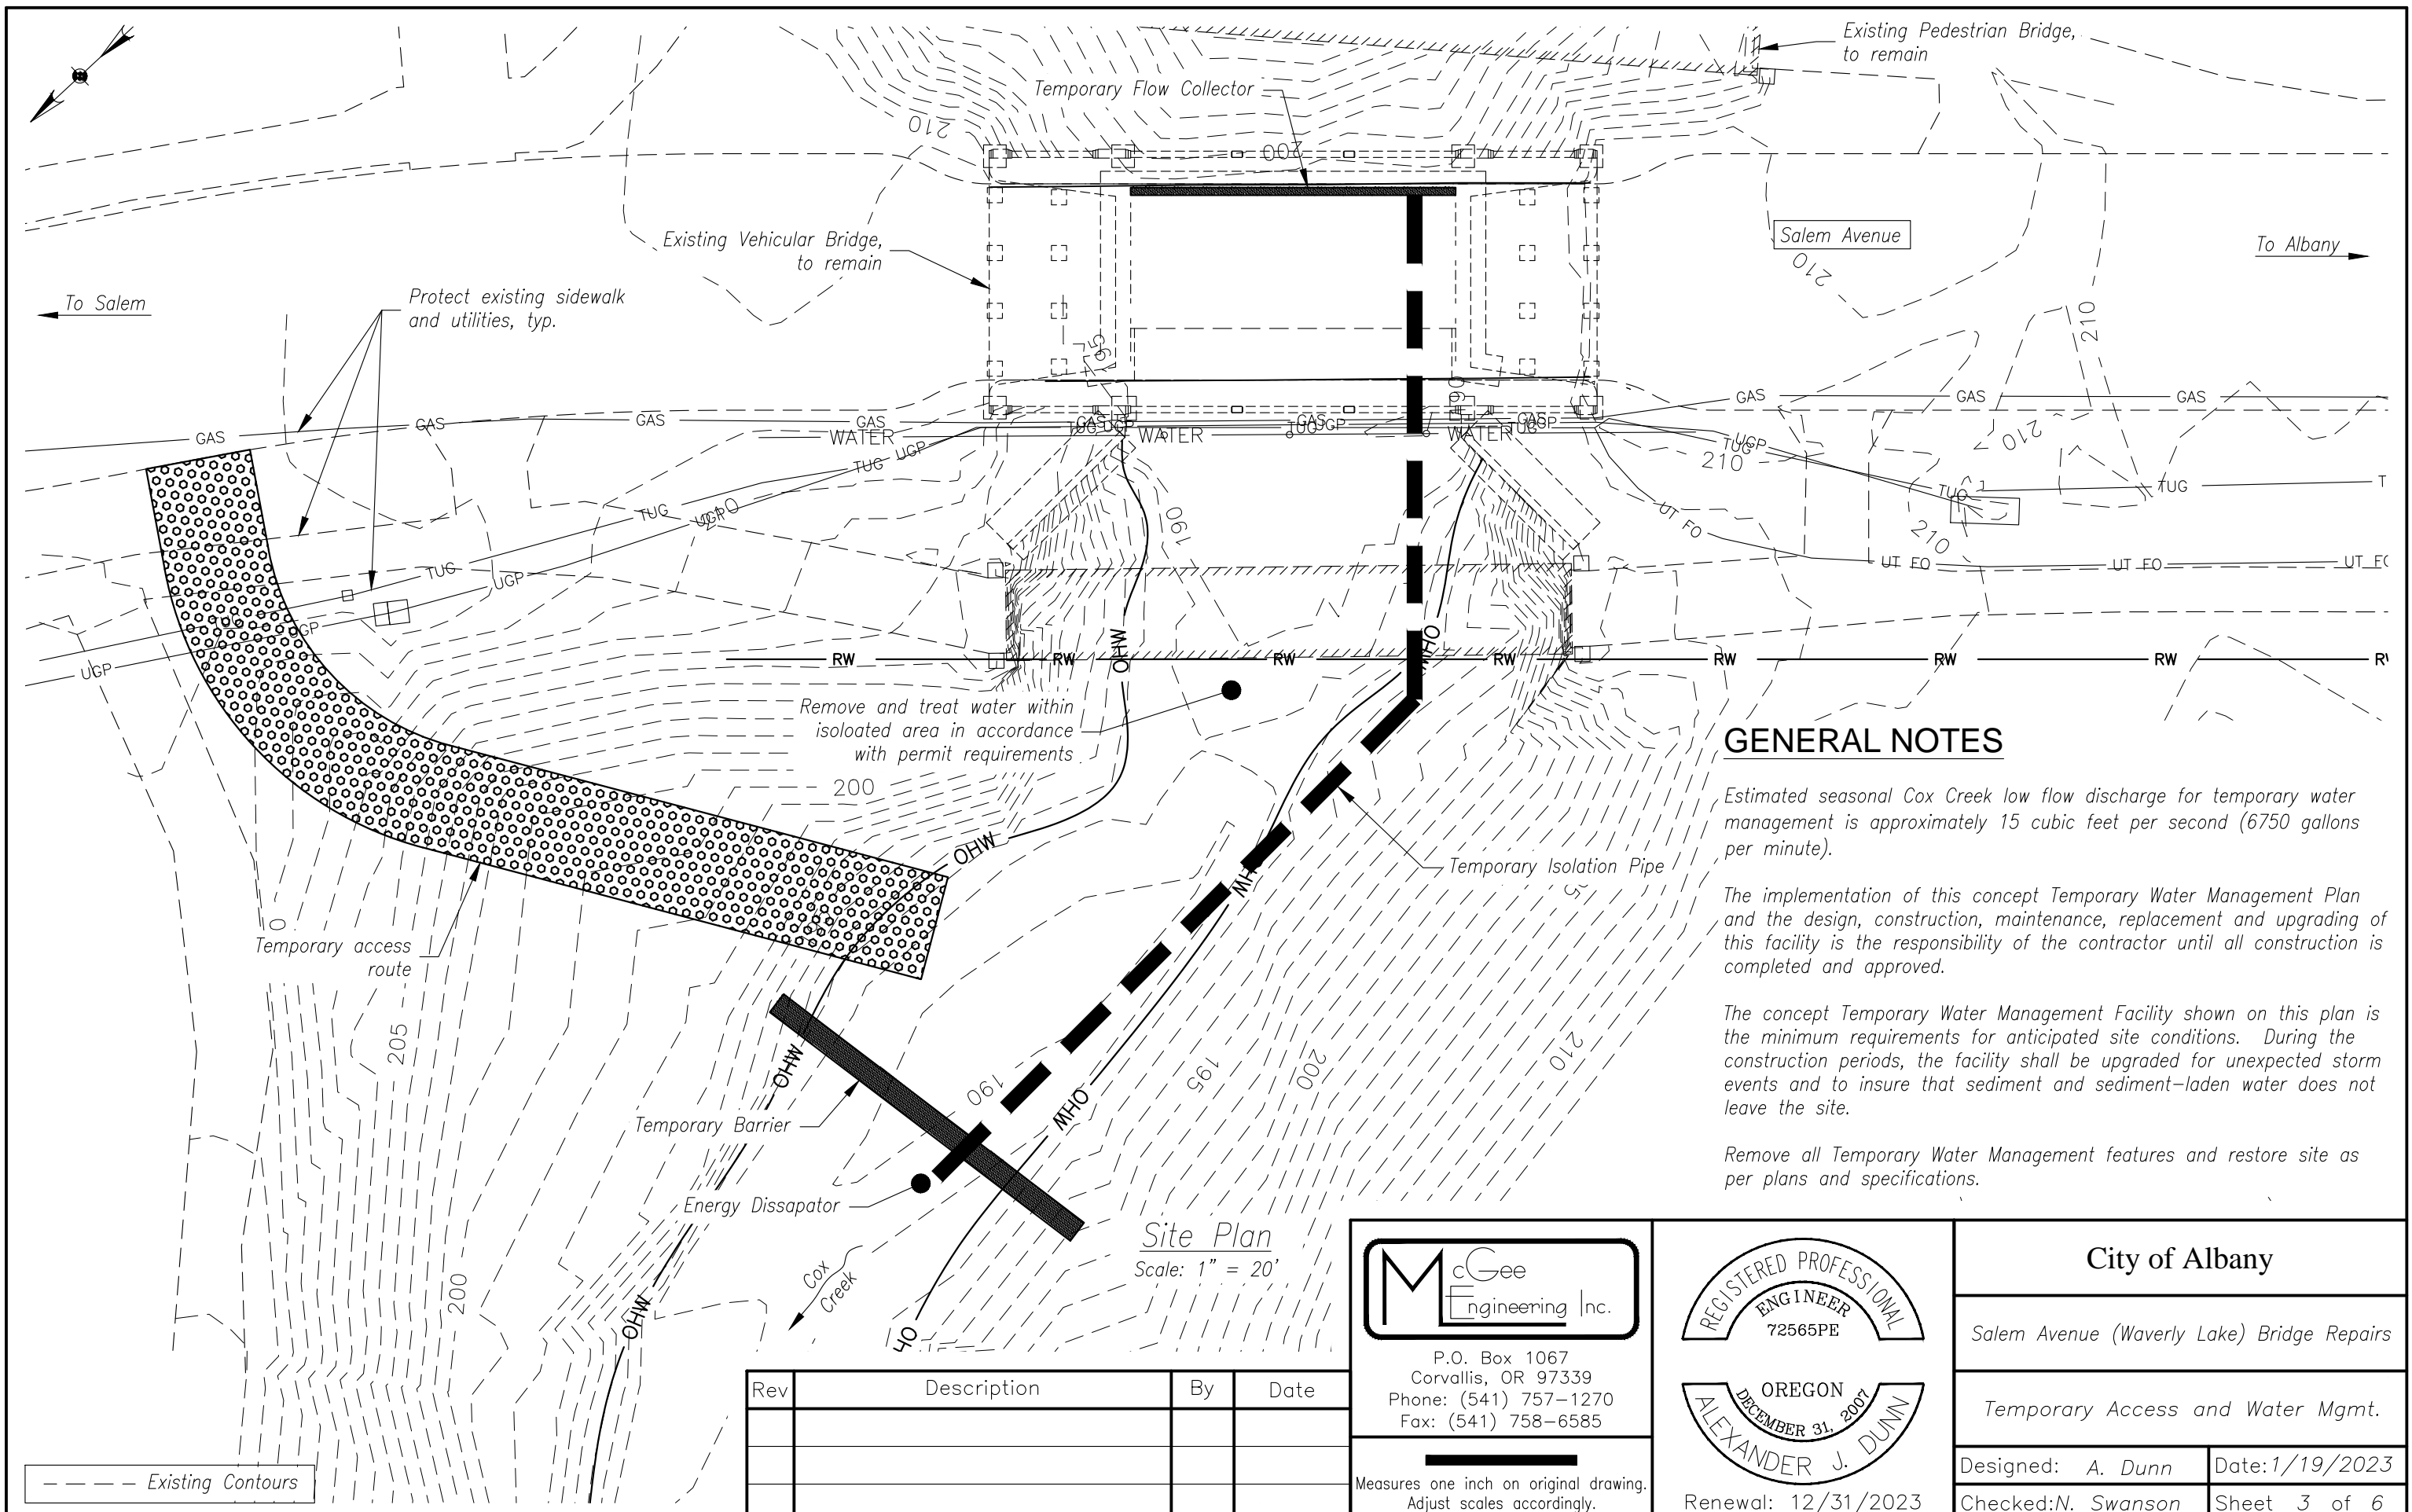 Existing Pedestrian Bridge,
to remain
Temporary Flow Collector
210
200
Existing Vehicular Bridge,
to remain
Salem Avenue
To Albany
210
To Salem
Protect existing sidewalk
and utilities, typ.
210
GAS
GAS
GAS
GAS
GAS
GAS
GAS
GAS
GAS
GAS
WATER
WATER
WATER
TUG
UGP
TUG
UGP
TUG
UGP
TUG
UGP
UGP
210
210
210
TUG
TUG
TUG
UGP
190
UT FO
UT FO
UT FO
TUG
UGP
UGP
RW
RW
RW
RW
RW
RW
RW
OHW
OHW
Remove and treat water within
isoloated area in accordance
with permit requirements
200
OHW
Temporary Isolation Pipe
GENERAL NOTES
Estimated seasonal Cox Creek low flow discharge for temporary water
management is approximately 15 cubic feet per second (6750 gallons
per minute).
The implementation of this concept Temporary Water Management Plan
and the design, construction, maintenance, replacement and upgrading of
this facility is the responsibility of the contractor until all construction is
completed and approved.
The concept Temporary Water Management Facility shown on this plan is
the minimum requirements for anticipated site conditions. During the
construction periods, the facility shall be upgraded for unexpected storm
events and to insure that sediment and sediment-laden water does not
leave the site.
Remove all Temporary Water Management features and restore site as
per plans and specifications.
Temporary access
route
205
OHW
190
OHW
195
200
210
Temporary Barrier
Energy Dissapator
200
OHW
Cox
Creek
Site Plan
Scale: 1" = 20'
Existing Contours
Rev Description By Date
McGee
Engineering Inc.
P.O. Box 1067
Corvallis, OR 97339
Phone: (541) 757-1270
Fax: (541) 758-6585
Measures one inch on original drawing.
Adjust scales accordingly.
REGISTERED PROFESSIONAL
ENGINEER
72565PE
OREGON
DECEMBER 31, 2007
ALEXANDER J. DUNN
Renewal: 12/31/2023
City of Albany
Salem Avenue (Waverly Lake) Bridge Repairs
Temporary Access and Water Mgmt.
Designed: A. Dunn
Date: 1/19/2023
Checked: N. Swanson
Sheet 3 of 6